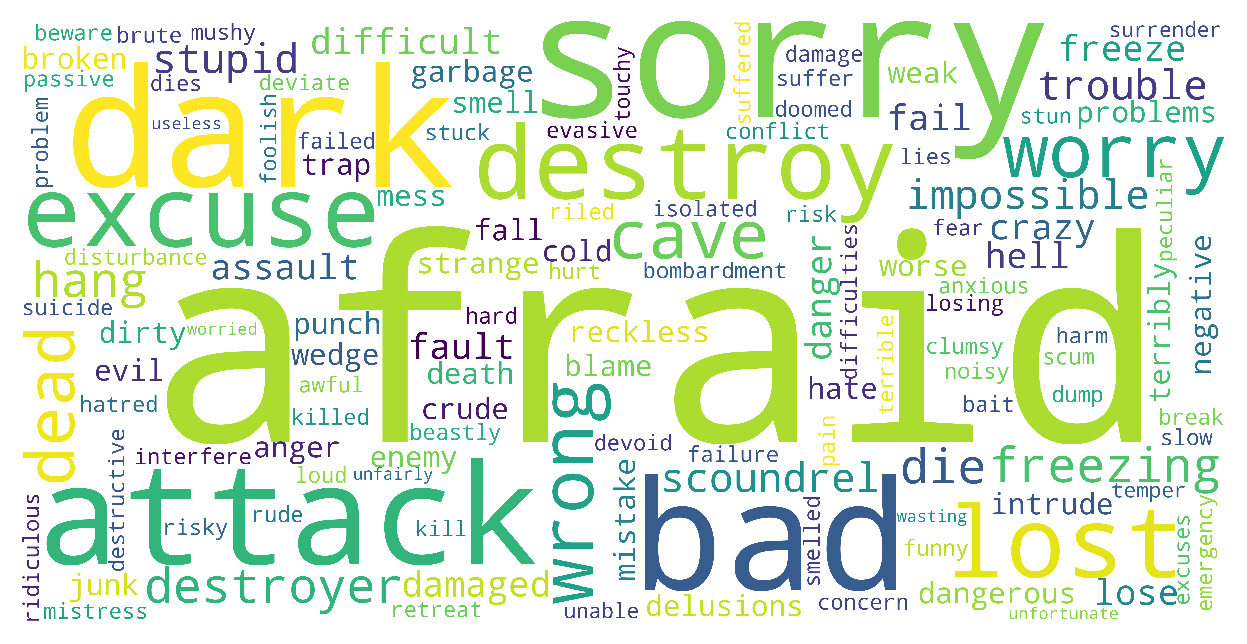 beware
brute
mushy
broken
stupid
difficult
sorry
damage
surrender
freeze
passive
dies
deviate
garbage
touchy
suffered
suffer
weak
trouble
problem
useless
dark
foolish
failed
trap
smell
stuck
evasive
doomed
conflict
fail
stun
problems
destroy
lies
worry
excuse
mess
fall
riled
isolated
risk
impossible
peculiar
disturbance
assault
cold
cave
fear
crazy
hang
strange
hurt
bombardment
danger
difficulties
worse
hell
terribly
negative
suicide
anxious
losing
dirty
worried
punch
hard
reckless
afraid
terrible
clumsy
harm
dead
wedge
fault
blame
noisy
scum
evil
awful
death
hate
dump
hatred
killed
crude
bait
break
beastly
wrong
devoid
pain
slow
interfere
anger
enemy
failure
destructive
loud
unfairly
scoundrel
die
freezing
ridiculous
attack
mistake
bad
smelled
intrude
temper
risky
rude
kill
wasting
lost
funny
excuses
emergency
junk
destroyer
damaged
delusions
concern
dangerous
lose
mistress
retreat
unable
unfortunate